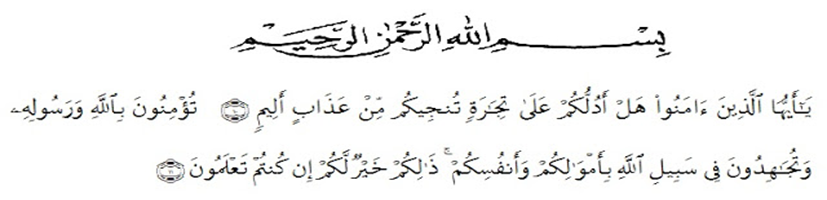 بِسْمِ اللهِ الرَّحْمٰنِ الرَّحِيْمِ
يَٰٓأَيُّهَا ٱلَّذِينَ ءَامَنُوا۟ هَلْ أَدُلُّكُمْ عَلَىٰ تِجَٰرَةٍ تُنجِيكُم مِّنْ عَذَابٍ أَلِيمٍ ۝١٠ تُؤْمِنُونَ بِٱللَّهِ وَرَسُولِهِۦ
وَتُجَٰهِدُونَ فِى سَبِيلِ ٱللَّهِ بِأَمْوَٰلِكُمْ وَأَنفُسِكُمْ ۚ ذَٰلِكُمْ خَيْرٌ لَّكُمْ إِن كُنتُمْ تَعْلَمُونَ ۝١١